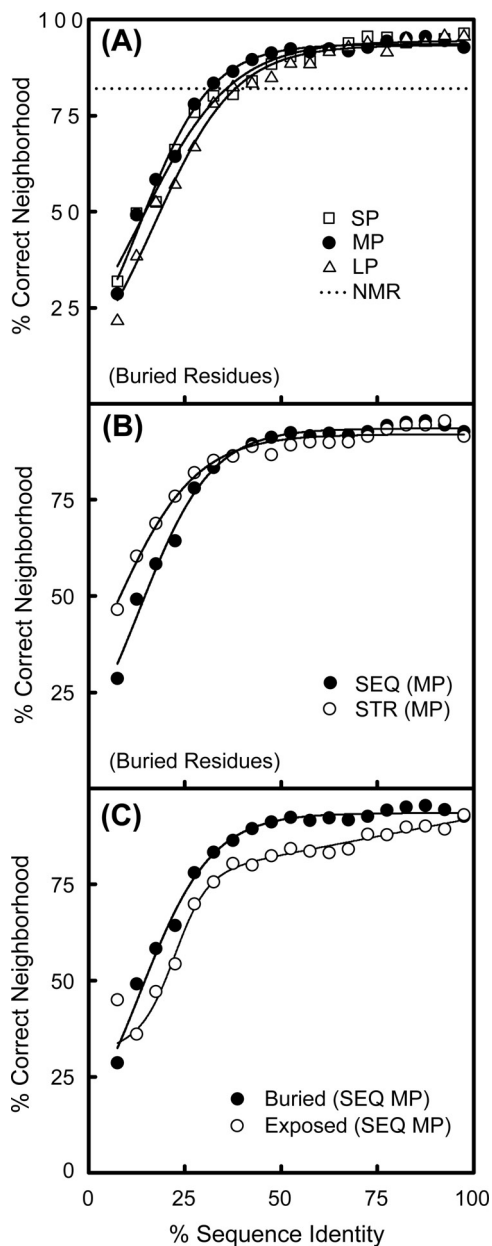 100
(A)
75
50
25
% Correct Neighborhood
SP
MP
LP
NMR
(Buried Residues)
(B)
75
50
25
% Correct Neighborhood
SEQ (MP)
STR (MP)
(Buried Residues)
(C)
75
50
25
0
% Correct Neighborhood
Buried (SEQ MP)
Exposed (SEQ MP)
0 25 50 75 100
% Sequence Identity